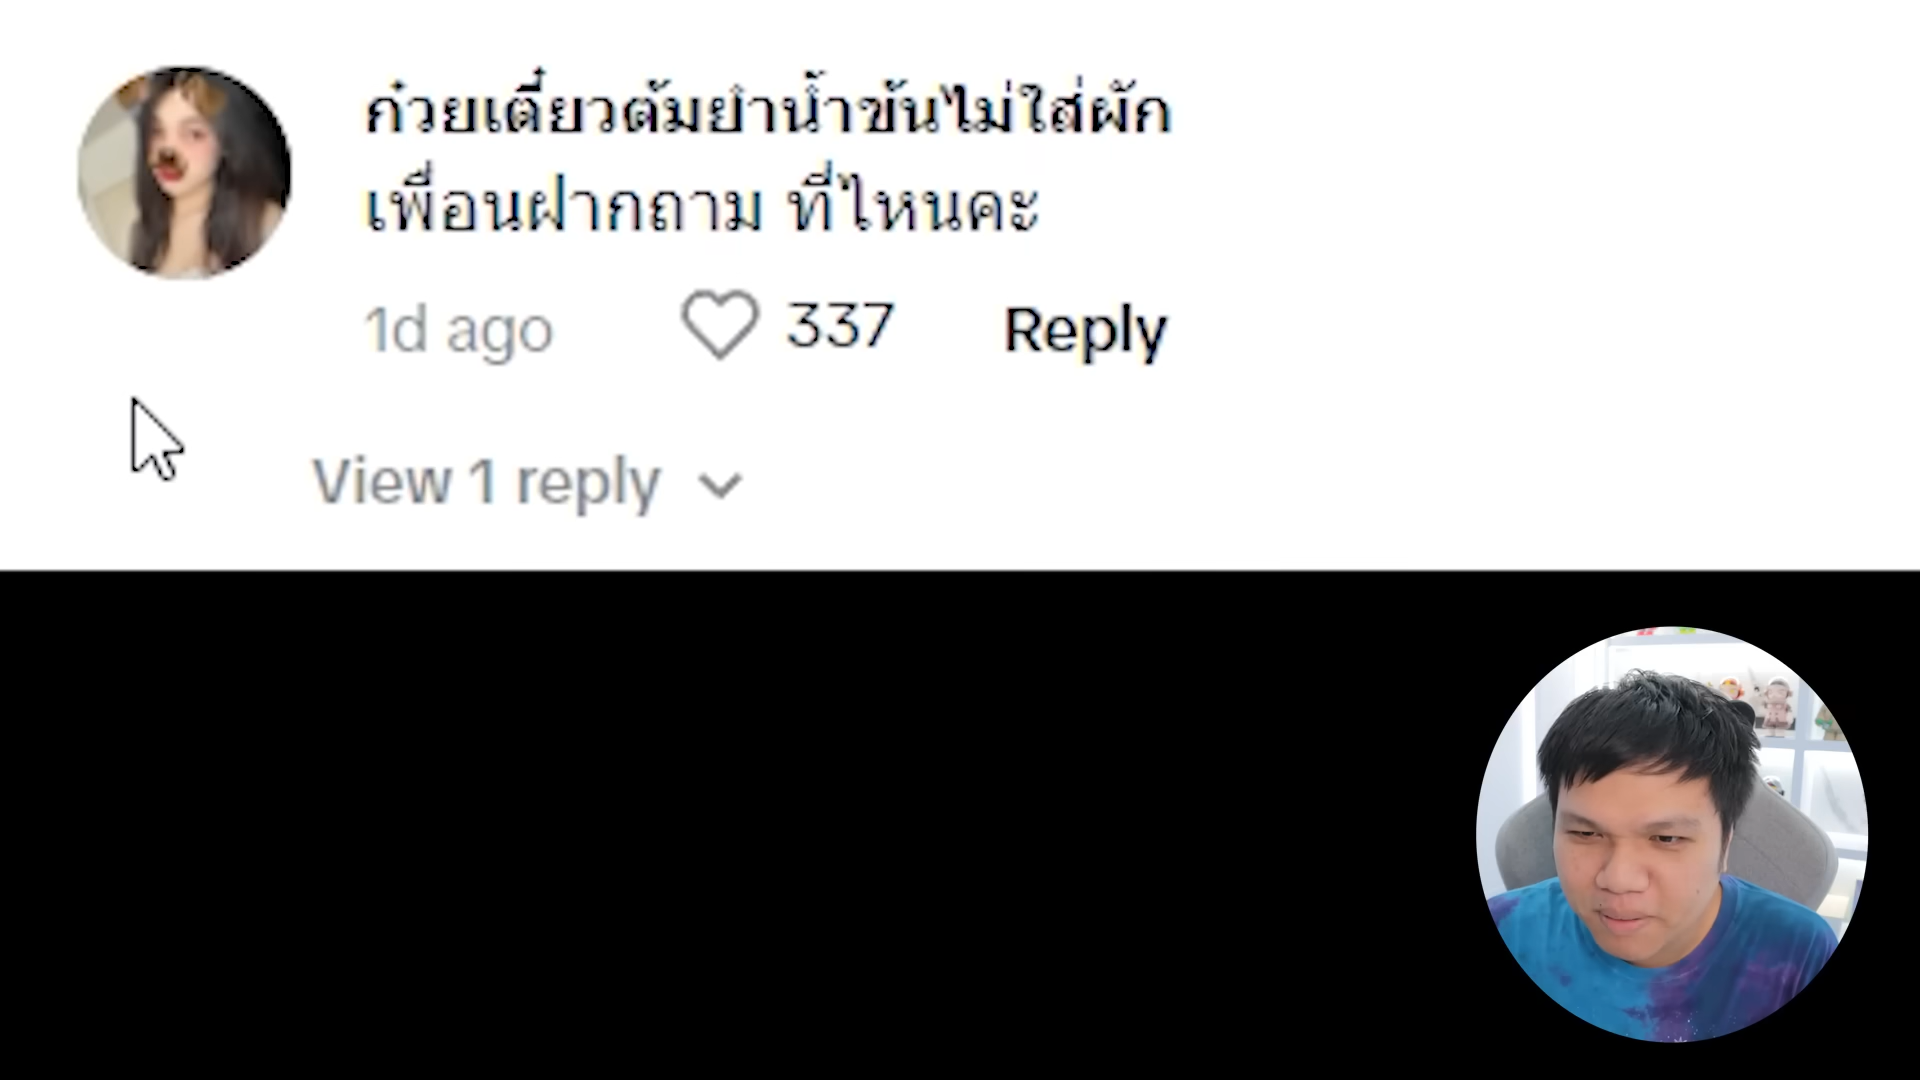 ก๋วยเตี๋ยวต้มยำน้ำข้นไม่ใส่ผัก
เพื่อนฝากถาม ที่ไหนคะ
1d ago 337 Reply
View 1 reply